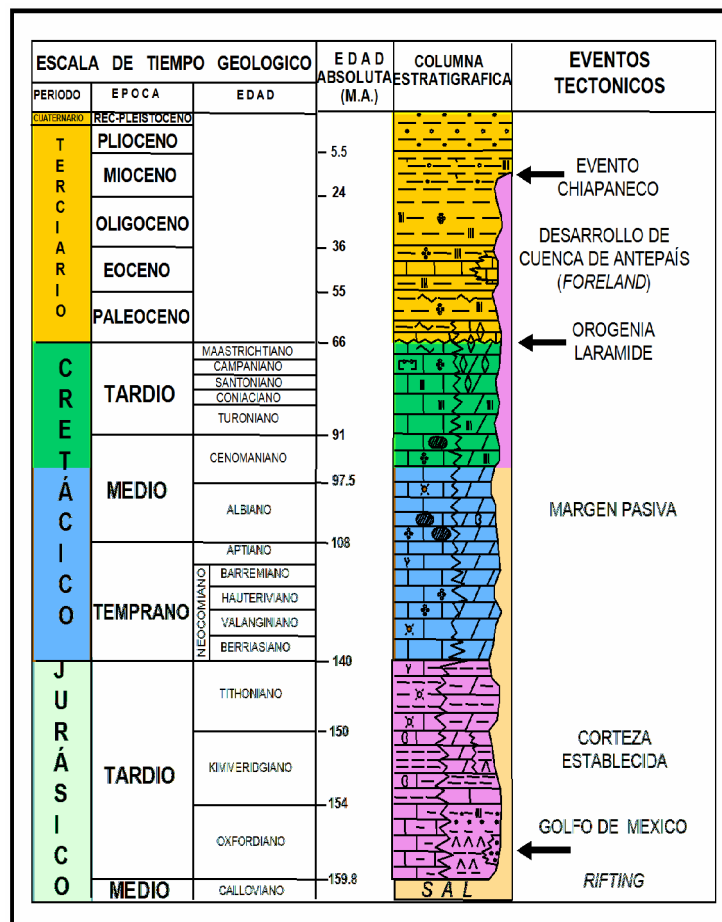 ESCALA DE TIEMPO GEOLOGICO
EDAD
ABSOLUTA
(M.A.)
COLUMNA
ESTRATIGRAFICA
EVENTOS
TECTONICOS
PERIODO
EPOCA
EDAD
CUATERNARIO
REC-PLEISTOCENO
TERCIARIO
PLIOCENO
5.5
MIOCENO
EVENTO
CHIAPANECO
24
OLIGOCENO
DESARROLLO DE
CUENCA DE ANTEPAÍS
(FORELAND)
36
EOCENO
55
PALEOCENO
OROGENIA
LARAMIDE
66
CRETÁCICO
TARDIO
MAASTRICHTIANO
CAMPANIANO
SANTONIANO
CONIACIANO
TURONIANO
91
MEDIO
CENOMANIANO
97.5
ALBIANO
MARGEN PASIVA
108
TEMPRANO
APTIANO
NEOCOMIANO
BARREMIANO
HAUTERIVIANO
VALANGINIANO
BERRIASIANO
140
JURÁSICO
TARDIO
TITHONIANO
150
KIMMERIDGIANO
CORTEZA
ESTABLECIDA
154
OXFORDIANO
GOLFO DE MEXICO
159.8
RIFTING
MEDIO
CALLOVIANO
SAL